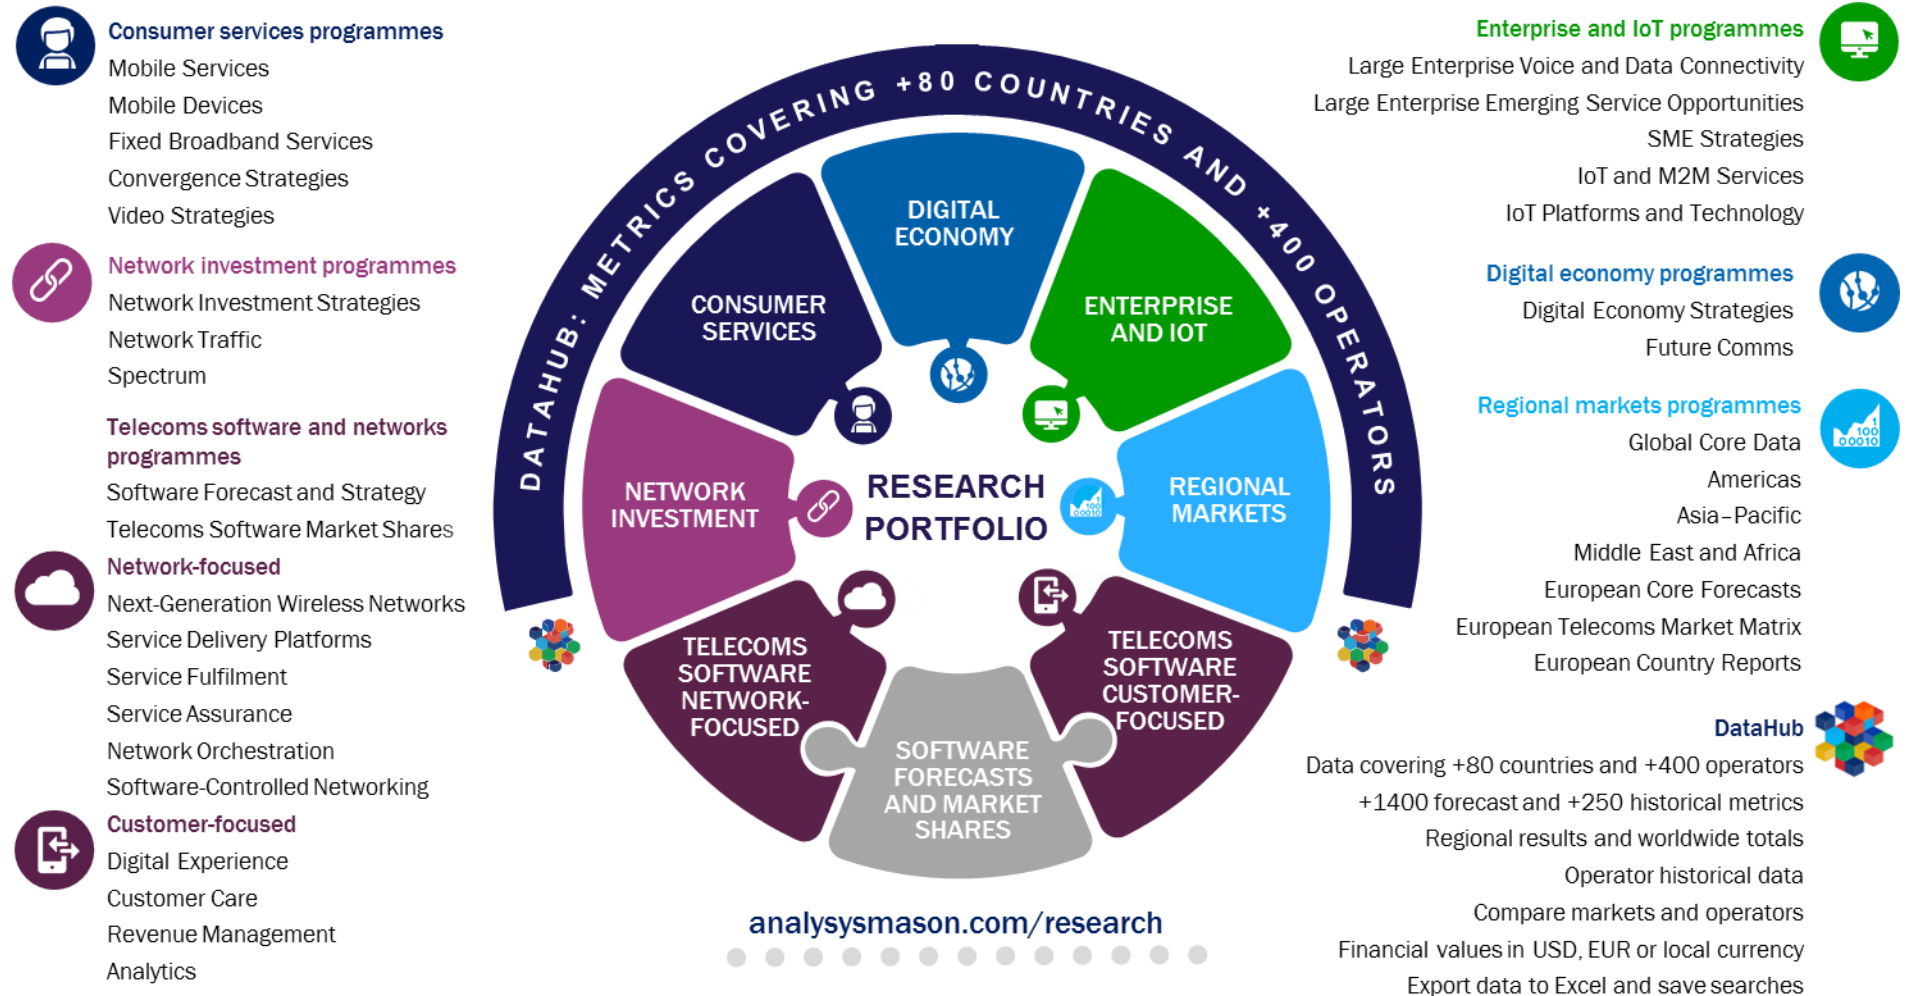 Consumer services programmes
Mobile Services
Mobile Devices
Fixed Broadband Services
Convergence Strategies
Video Strategies
Network investment programmes
Network Investment Strategies
Network Traffic
Spectrum
Telecoms software and networks
programmes
Software Forecast and Strategy
Telecoms Software Market Shares
Network-focused
Next-Generation Wireless Networks
Service Delivery Platforms
Service Fulfilment
Service Assurance
Network Orchestration
Software-Controlled Networking
Customer-focused
Digital Experience
Customer Care
Revenue Management
Analytics
DATAHUB: METRICS COVERING +80 COUNTRIES AND +400 OPERATORS
DIGITAL
ECONOMY
CONSUMER
SERVICES
ENTERPRISE
AND IOT
NETWORK
INVESTMENT
RESEARCH
PORTFOLIO
1
100
00010
REGIONAL
MARKETS
TELECOMS
SOFTWARE
NETWORK-
FOCUSED
TELECOMS
SOFTWARE
CUSTOMER-
FOCUSED
SOFTWARE
FORECASTS
AND MARKET
SHARES
analysysmason.com/research
Enterprise and IoT programmes
Large Enterprise Voice and Data Connectivity
Large Enterprise Emerging Service Opportunities
SME Strategies
IoT and M2M Services
IoT Platforms and Technology
Digital economy programmes
Digital Economy Strategies
Future Comms
Regional markets programmes
1
100
00010
Global Core Data
Americas
Asia–Pacific
Middle East and Africa
European Core Forecasts
European Telecoms Market Matrix
European Country Reports
DataHub
Data covering +80 countries and +400 operators
+1400 forecast and +250 historical metrics
Regional results and worldwide totals
Operator historical data
Compare markets and operators
Financial values in USD, EUR or local currency
Export data to Excel and save searches